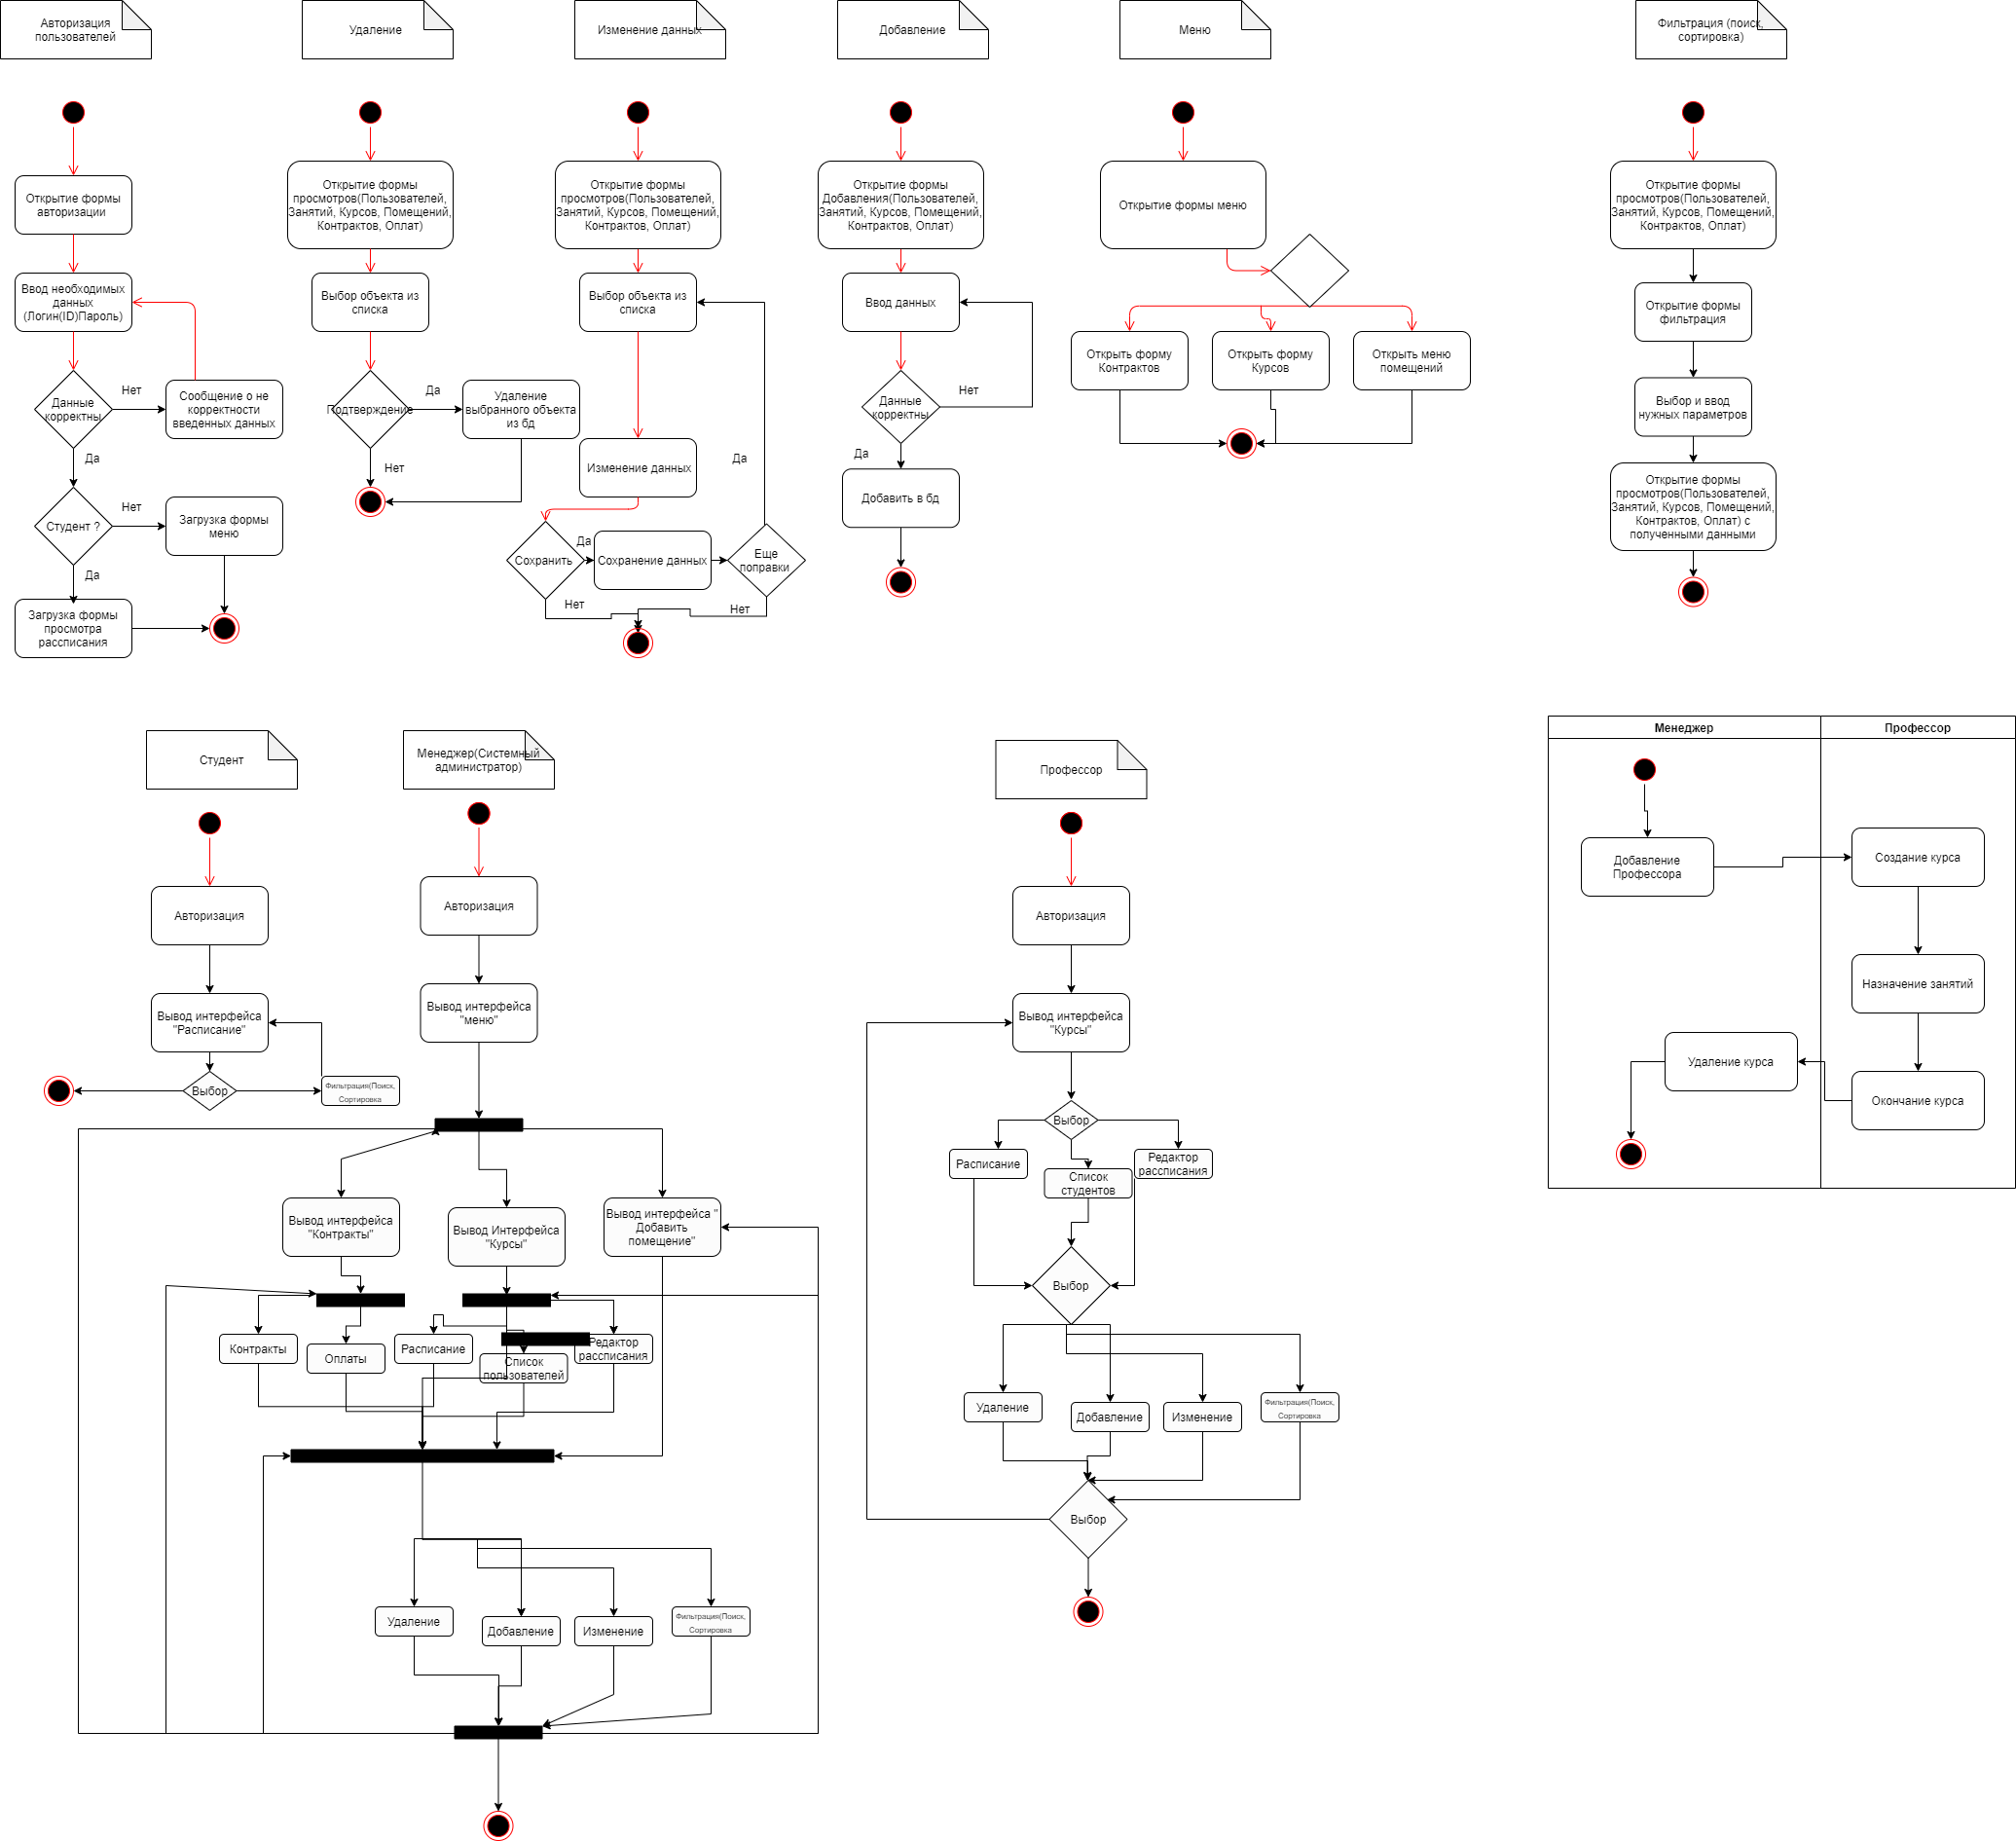 Авторизация
пользователей
Удаление
Изменение данных
Добавление
Меню
Фильтрация (поиск,
сортировка)
Открытие формы
авторизации
Ввод необходимых
данных
(Логин(ID)Пароль)
Данные
корректны
Нет
Сообщение о не
корректности
введенных данных
Да
Студент ?
Нет
Загрузка формы
меню
Да
Загрузка формы
просмотра
рассписания
Открытие формы
просмотров(Пользователей,
Занятий, Курсов, Помещений,
Контрактов, Оплат)
Выбор объекта из
списка
Подтверждение
Да
Удаление
выбранного объекта
из бд
Нет
Открытие формы
просмотров(Пользователей,
Занятий, Курсов, Помещений,
Контрактов, Оплат)
Выбор объекта из
списка
Изменение данных
Да
Сохранить
Да
Сохранение данных
Еще
поправки
Нет
Нет
Открытие формы
Добавления(Пользователей,
Занятий, Курсов, Помещений,
Контрактов, Оплат)
Ввод данных
Данные
корректны
Нет
Да
Добавить в бд
Открытие формы меню
Открыть форму
Контрактов
Открыть форму
Курсов
Открыть меню
помещений
Открытие формы
просмотров(Пользователей,
Занятий, Курсов, Помещений,
Контрактов, Оплат)
Открытие формы
фильтрация
Выбор и ввод
нужных параметров
Открытие формы
просмотров(Пользователей,
Занятий, Курсов, Помещений,
Контрактов, Оплат) с
полученными данными
Студент
Авторизация
Вывод интерфейса
"Расписание"
Выбор
Фильтрация(Поиск,
Сортировка
Менеджер(Системный
администратор)
Авторизация
Вывод интерфейса
"меню"
Вывод интерфейса
"Контракты"
Вывод Интерфейса
"Курсы"
Вывод интерфейса "
Добавить
помещение"
Контракты
Оплаты
Расписание
Список
пользователей
Редактор
рассписания
Удаление
Добавление
Изменение
Фильтрация(Поиск,
Сортировка
Профессор
Авторизация
Вывод интерфейса
"Курсы"
Выбор
Расписание
Список
студентов
Редактор
рассписания
Выбор
Удаление
Добавление
Изменение
Фильтрация(Поиск,
Сортировка
Выбор
Менеджер
Профессор
Добавление
Профессора
Создание курса
Назначение занятий
Удаление курса
Окончание курса